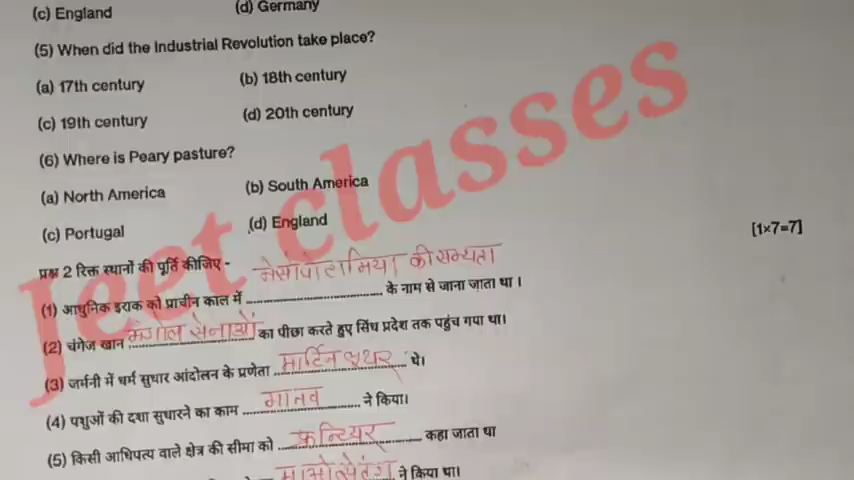 (c) England (d) Germany
(5) When did the Industrial Revolution take place?
(a) 17th century (b) 18th century
(c) 19th century (d) 20th century
(6) Where is Peary pasture?
(a) North America (b) South America
(c) Portugal (d) England
[1×7=7]
प्रश्न 2 रिक्त स्थानों की पूर्ति कीजिए -
मेसोपोटामिया की सभ्यता
(1) आधुनिक इराक को प्राचीन काल में .................... के नाम से जाना जाता था।
(2) चंगेज खान मंगोल सेनाओं का पीछा करते हुए सिंध प्रदेश तक पहुंच गया था।
(3) जर्मनी में धर्म सुधार आंदोलन के प्रणेता मार्टिन लूथर थे।
(4) पशुओं की दशा सुधारने का काम मानव ने किया।
(5) किसी आधिपत्य वाले क्षेत्र की सीमा को फ्रन्टियर कहा जाता था
ने किया था।
Jeet classes